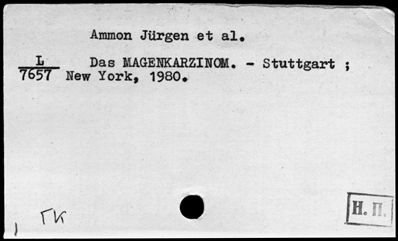 Ammon Jürgen et al.
L Das MAGENKARZINOM. - Stuttgart ;
7657 New York, 1980.
ГК
Н. П.